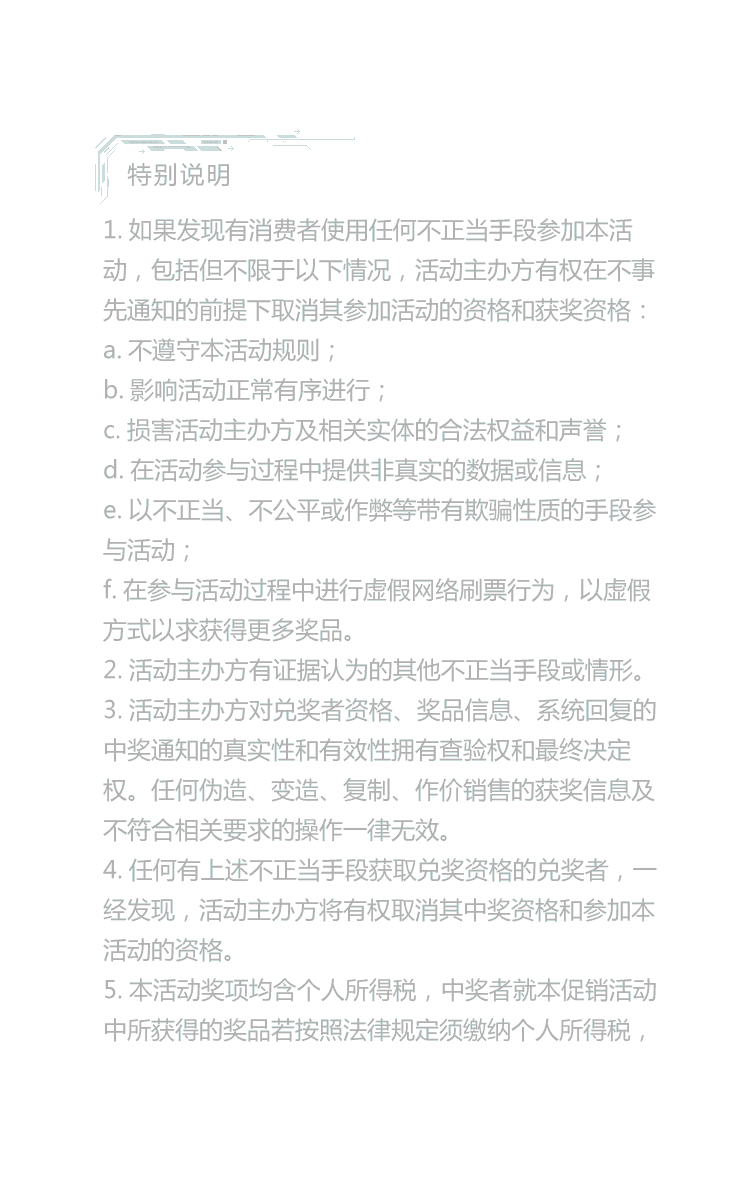 特别说明
1. 如果发现有消费者使用任何不正当手段参加本活
动，包括但不限于以下情况，活动主办方有权在不事
先通知的前提下取消其参加活动的资格和获奖资格：
a. 不遵守本活动规则；
b. 影响活动正常有序进行；
c. 损害活动主办方及相关实体的合法权益和声誉；
d. 在活动参与过程中提供非真实的数据或信息；
e. 以不正当、不公平或作弊等带有欺骗性质的手段参
与活动；
f. 在参与活动过程中进行虚假网络刷票行为，以虚假
方式以求获得更多奖品。
2. 活动主办方有证据认为的其他不正当手段或情形。
3. 活动主办方对兑奖者资格、奖品信息、系统回复的
中奖通知的真实性和有效性拥有查验权和最终决定
权。任何伪造、变造、复制、作价销售的获奖信息及
不符合相关要求的操作一律无效。
4. 任何有上述不正当手段获取兑奖资格的兑奖者，一
经发现，活动主办方将有权取消其中奖资格和参加本
活动的资格。
5. 本活动奖项均含个人所得税，中奖者就本促销活动
中所获得的奖品若按照法律规定须缴纳个人所得税，